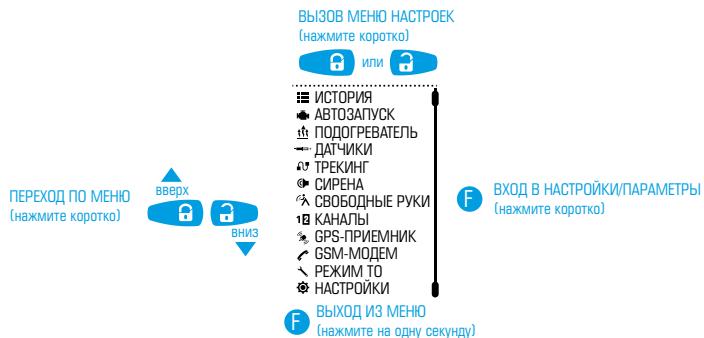 ВЫЗОВ МЕНЮ НАСТРОЕК
(нажмите коротко)
или
ИСТОРИЯ
АВТОЗАПУСК
ПОДОГРЕВАТЕЛЬ
ДАТЧИКИ
ТРЕКИНГ
СИРЕНА
СВОБОДНЫЕ РУКИ
12 КАНАЛЫ
GPS-ПРИЕМНИК
GSM-МОДЕМ
РЕЖИМ ТО
НАСТРОЙКИ
ПЕРЕХОД ПО МЕНЮ
(нажмите коротко)
вверх
вниз
F ВХОД В НАСТРОЙКИ/ПАРАМЕТРЫ
(нажмите коротко)
F ВЫХОД ИЗ МЕНЮ
(нажмите на одну секунду)